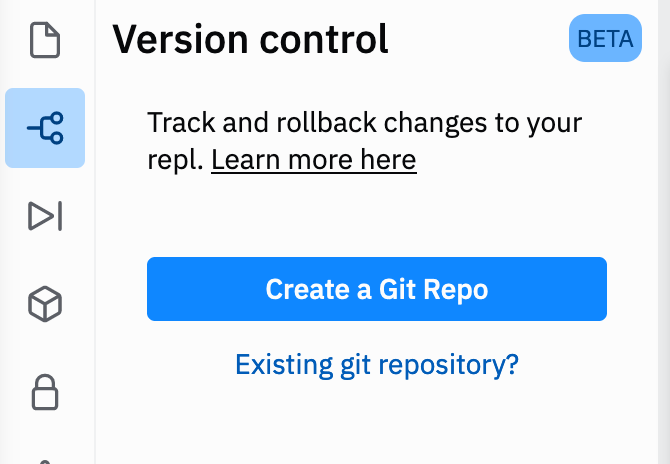 Version control
BETA
Track and rollback changes to your
repl. Learn more here
Create a Git Repo
Existing git repository?